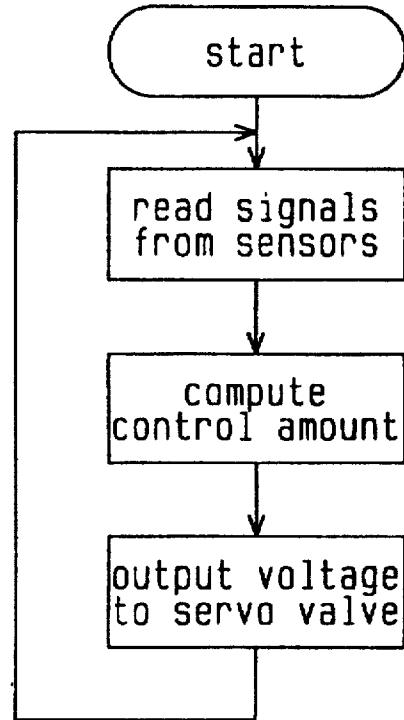 start
read signals
from sensors
compute
control amount
output voltage
to servo valve